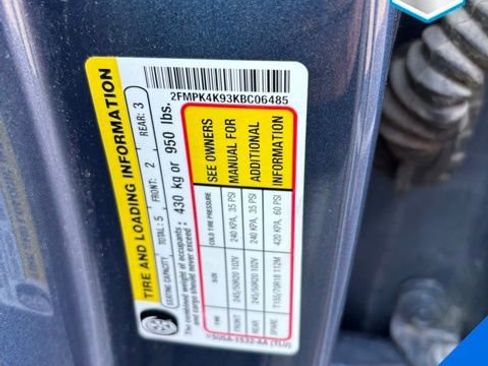 2FMPK4K93KBC06485
TIRE AND LOADING INFORMATION
SEATING CAPACITY TOTAL: 5 FRONT: 2 REAR: 3
The combined weight of occupants
and cargo should never exceed: 430 kg or 950 lbs.
TIRE SIZE COLD TIRE PRESSURE
FRONT 245/50R20 102V 240 KPA, 35 PSI
REAR 245/50R20 102V 240 KPA, 35 PSI
SPARE T155/70R18 112M 420 KPA, 60 PSI
SEE OWNERS
MANUAL FOR
ADDITIONAL
INFORMATION
1532-AA (TLU)